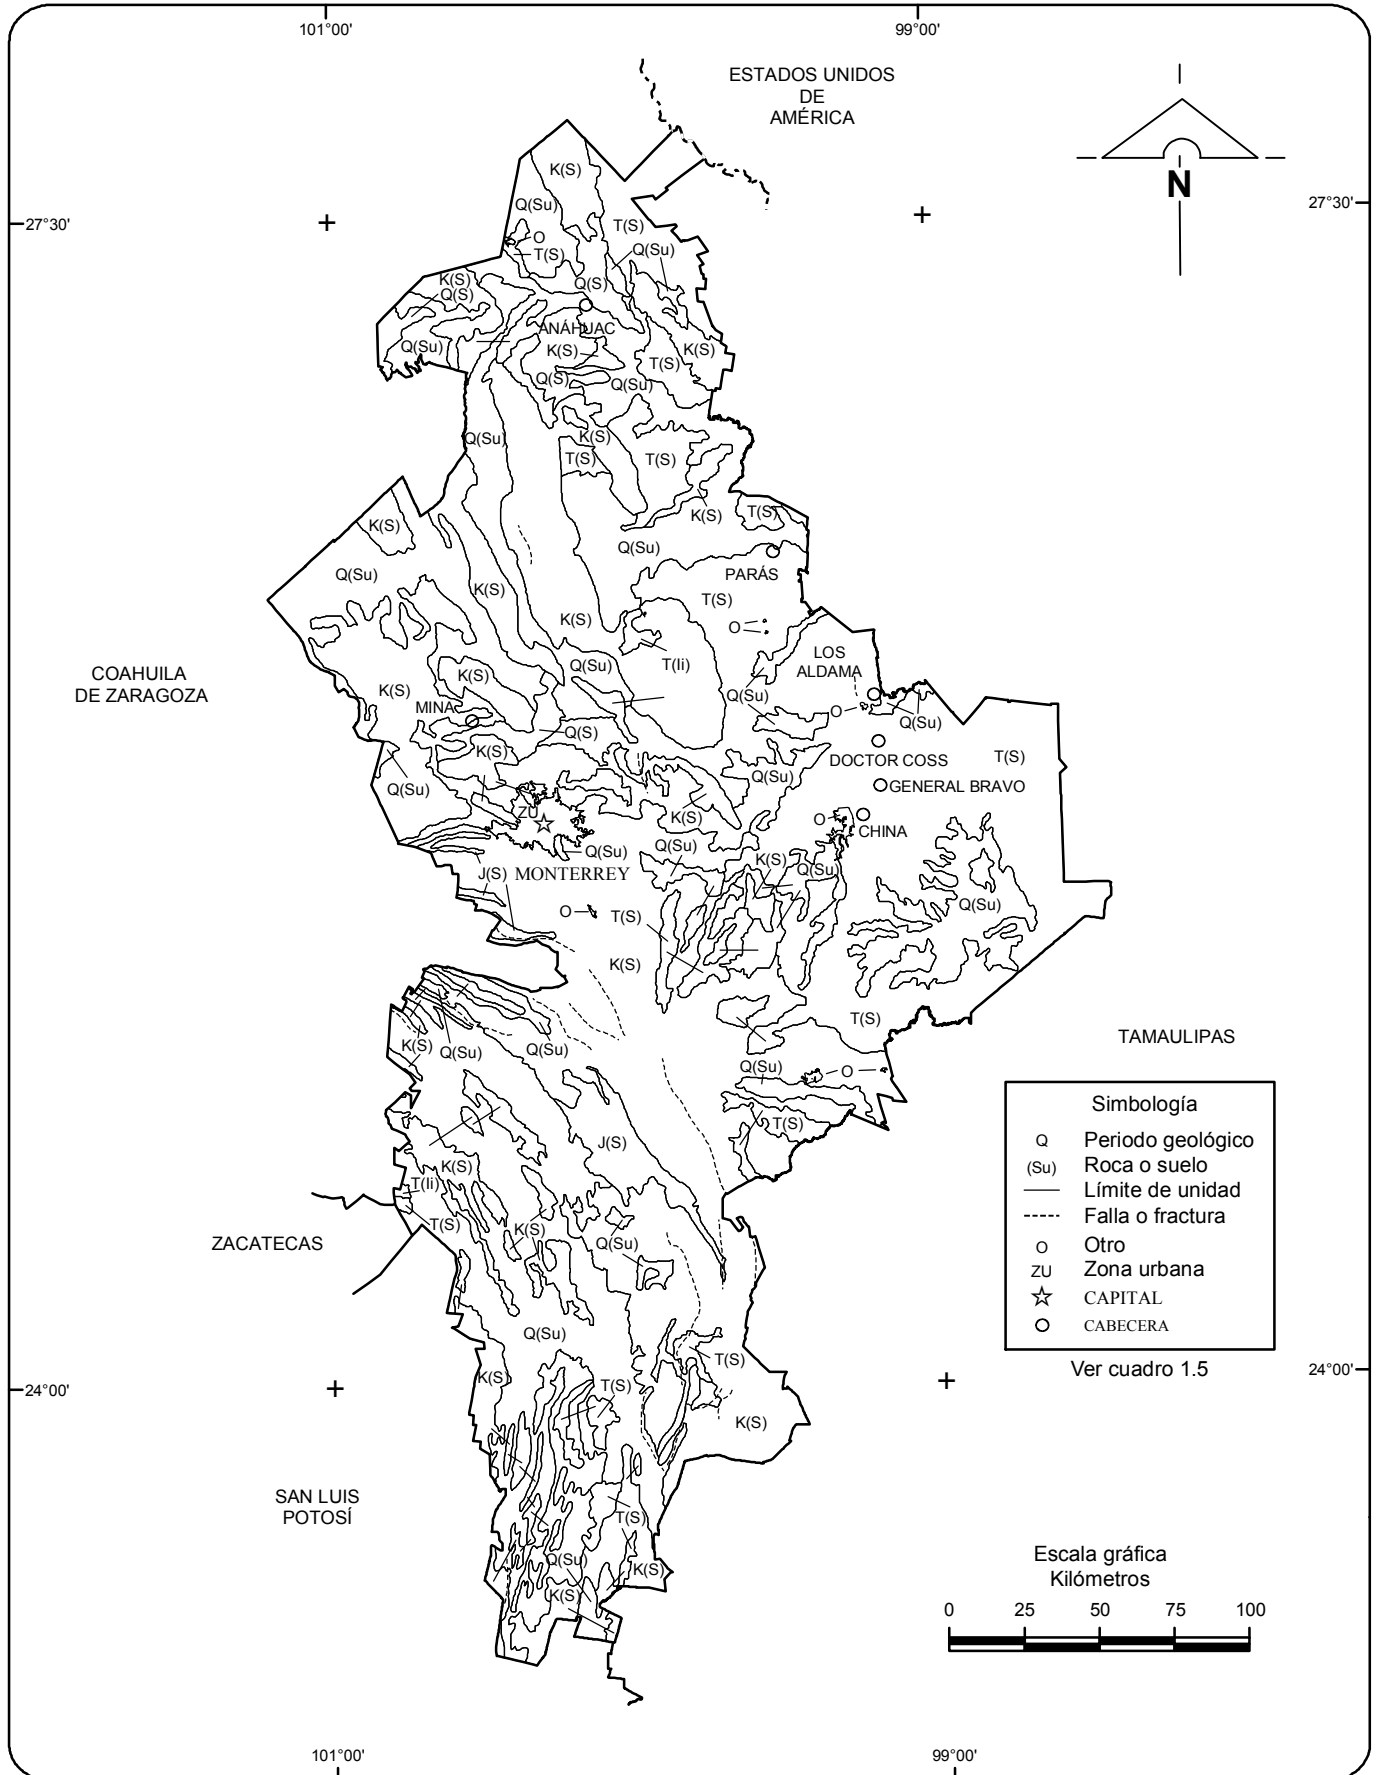 101°00'
99°00'
ESTADOS UNIDOS
DE
AMÉRICA
N
27°30'
27°30'
K(S)
Q(Su)
T(S)
O
T(S)
Q(Su)
K(S)
Q(S)
Q(S)
ANÁHUAC
Q(Su)
K(S)
T(S)
K(S)
Q(S)
Q(Su)
Q(Su)
K(S)
T(S)
T(S)
K(S)
K(S)
T(S)
Q(Su)
Q(Su)
PARÁS
K(S)
T(S)
K(S)
O
COAHUILA
DE ZARAGOZA
LOS
ALDAMA
T(Ii)
Q(Su)
K(S)
K(S)
Q(Su)
MINA
O
Q(Su)
Q(S)
K(S)
DOCTOR COSS
T(S)
Q(Su)
Q(Su)
GENERAL BRAVO
ZU
K(S)
O
CHINA
Q(Su)
Q(Su)
K(S)
Q(Su)
J(S)
MONTERREY
O
T(S)
Q(Su)
K(S)
T(S)
TAMAULIPAS
K(S)
Q(Su)
Q(Su)
Q(Su)
O
T(S)
J(S)
K(S)
T(Ii)
T(S)
K(S)
Q(Su)
ZACATECAS
Simbología
Q Periodo geológico
(Su) Roca o suelo
Límite de unidad
Falla o fractura
O Otro
ZU Zona urbana
CAPITAL
CABECERA
Ver cuadro 1.5
Q(Su)
T(S)
K(S)
T(S)
24°00'
24°00'
K(S)
SAN LUIS
POTOSÍ
T(S)
Q(Su)
K(S)
K(S)
Escala gráfica
Kilómetros
0 25 50 75 100
101°00'
99°00'